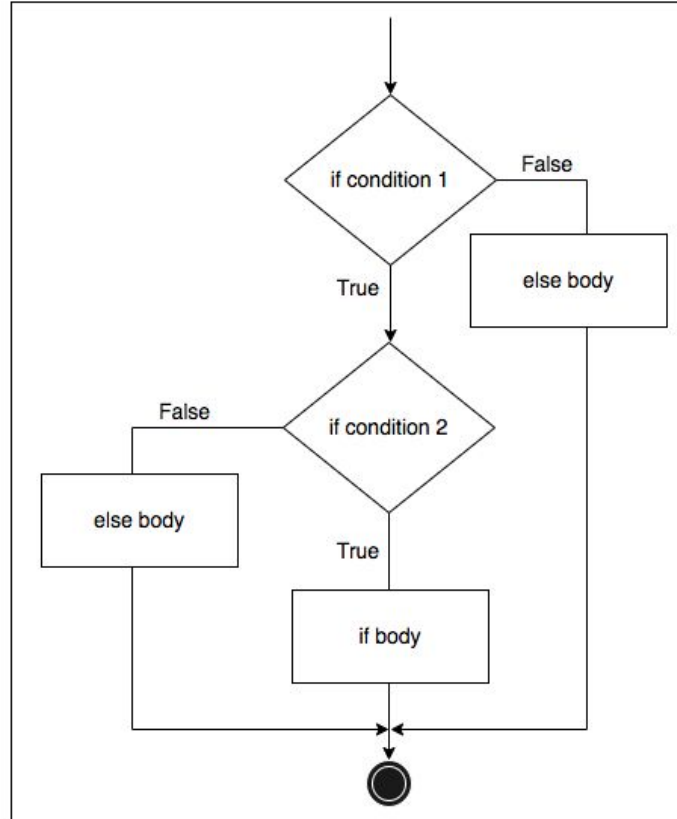 if condition 1
False
else body
True
if condition 2
False
else body
True
if body